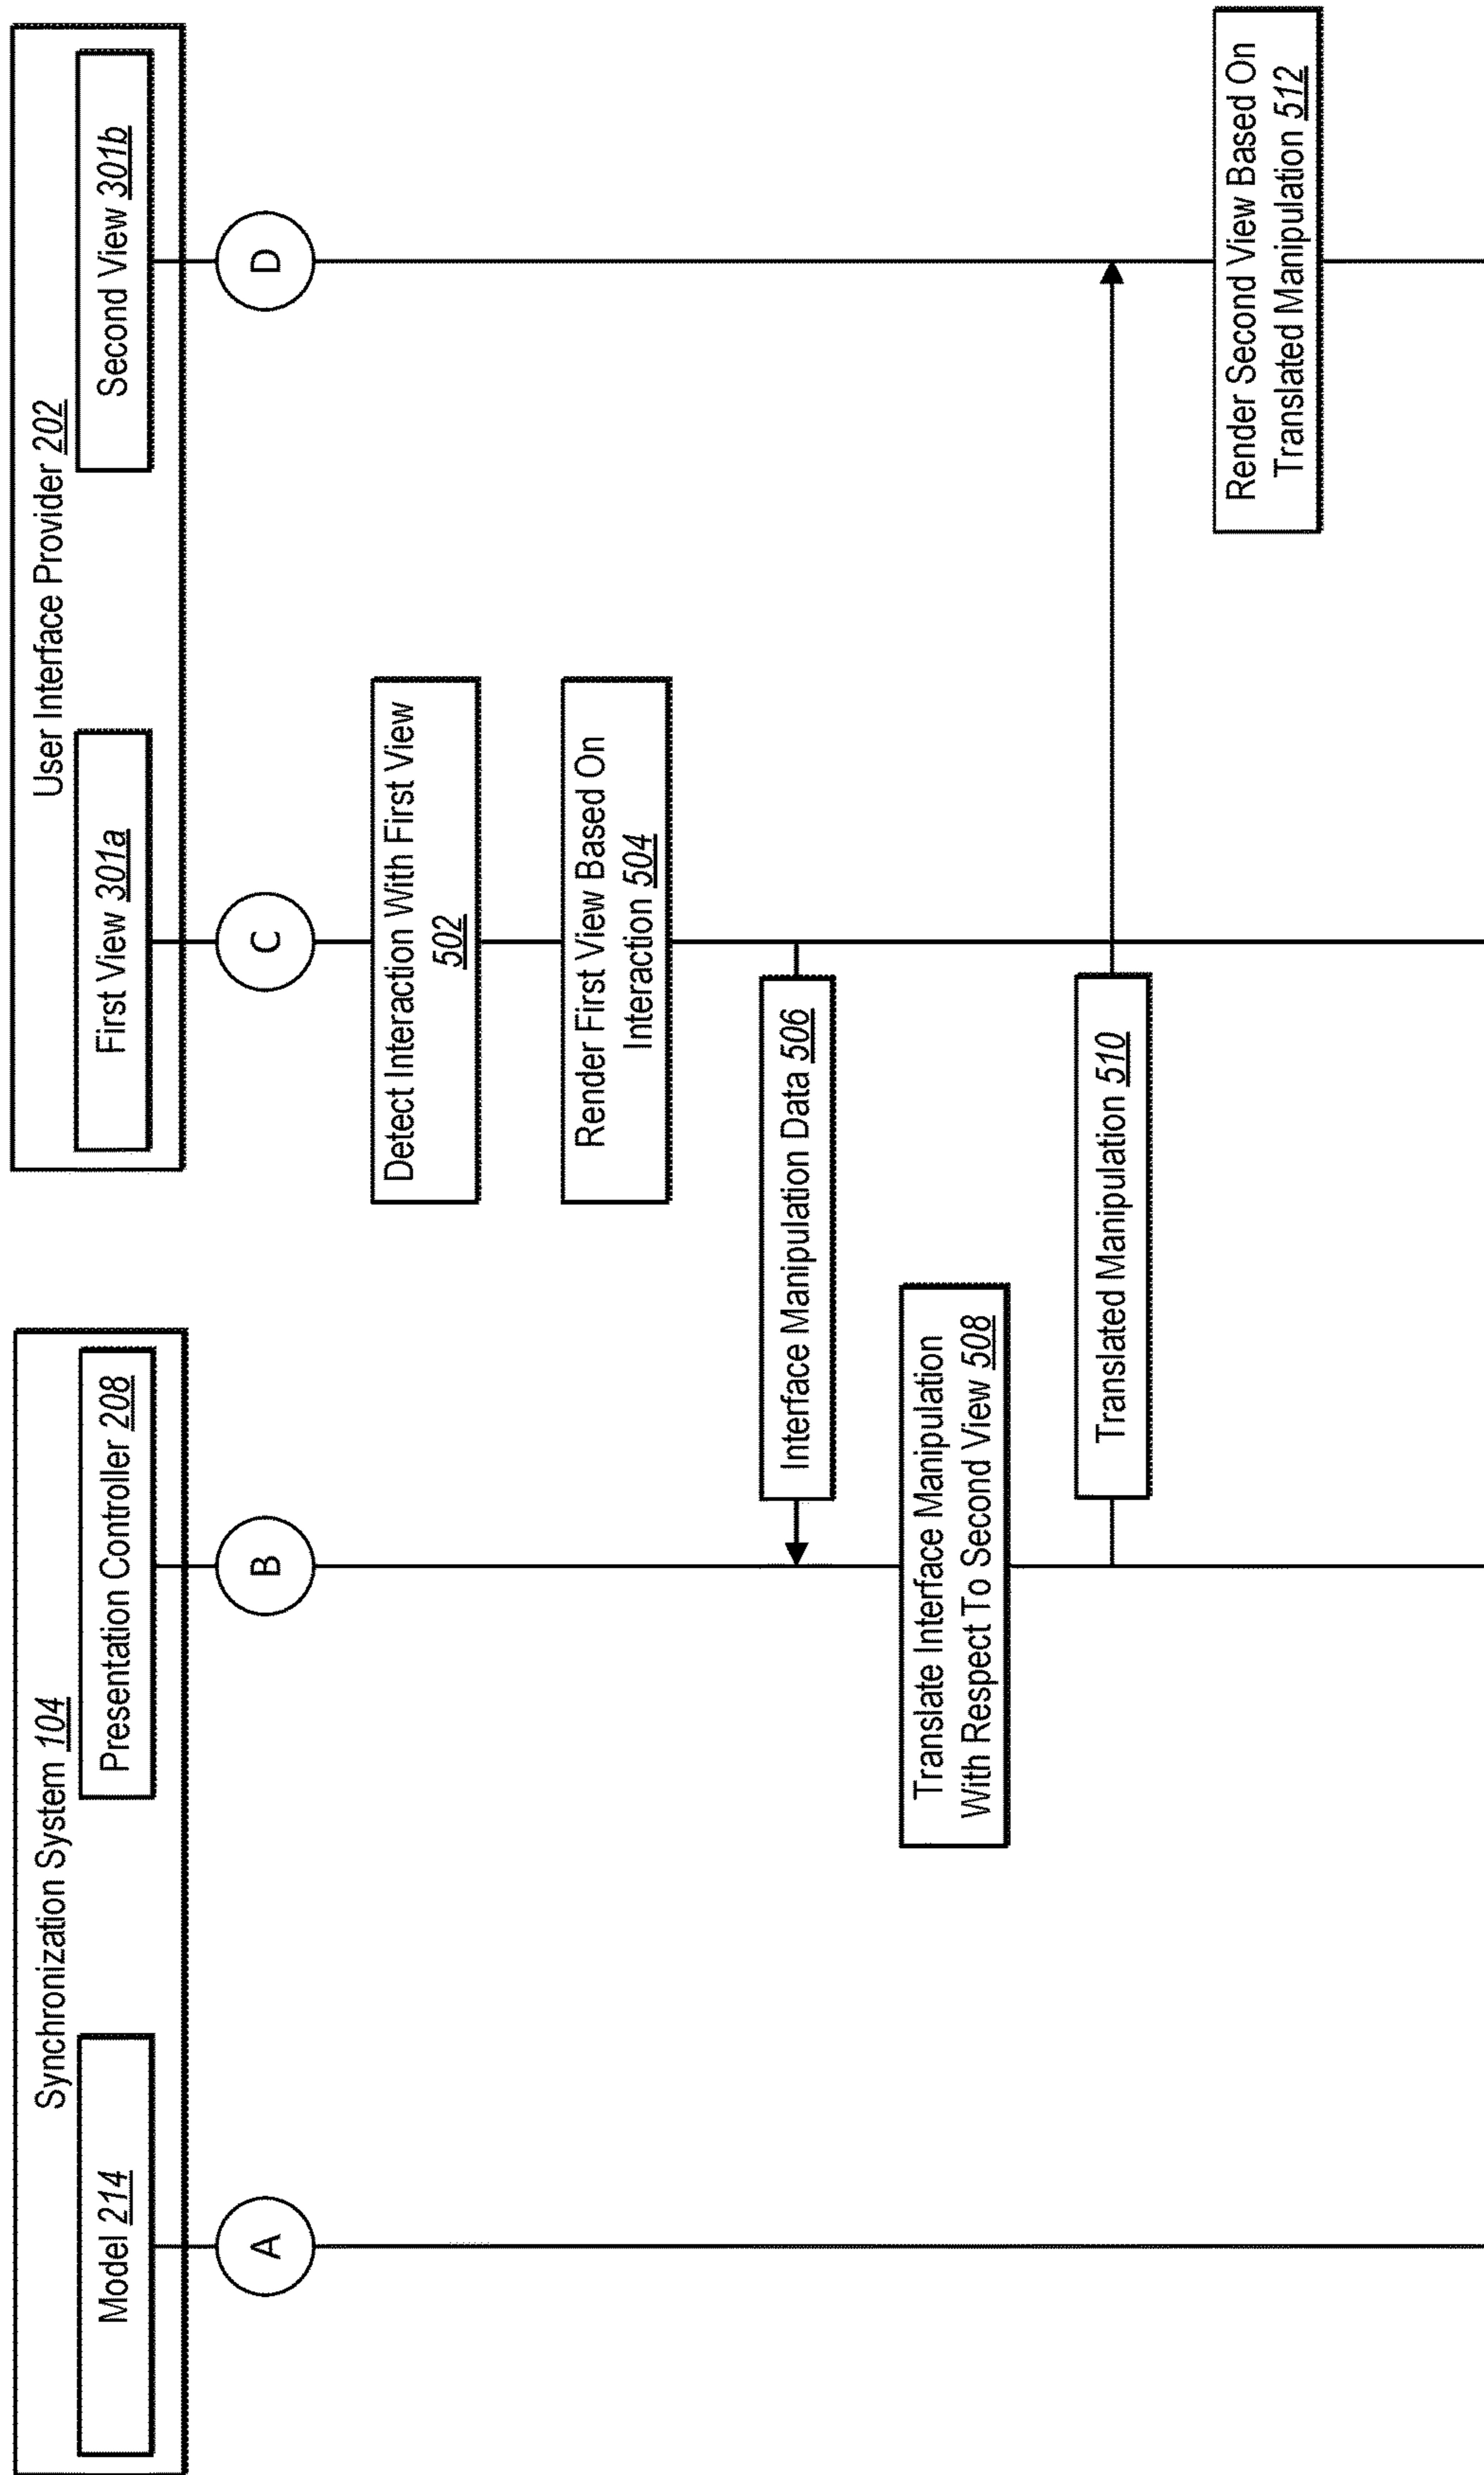 Synchronization System 104
User Interface Provider 202
Model 214
Presentation Controller 208
First View 301a
Second View 301b
A
B
C
D
Detect Interaction With First View
502
Render First View Based On
Interaction 504
Interface Manipulation Data 506
Translate Interface Manipulation
With Respect To Second View 508
Translated Manipulation 510
Render Second View Based On
Translated Manipulation 512